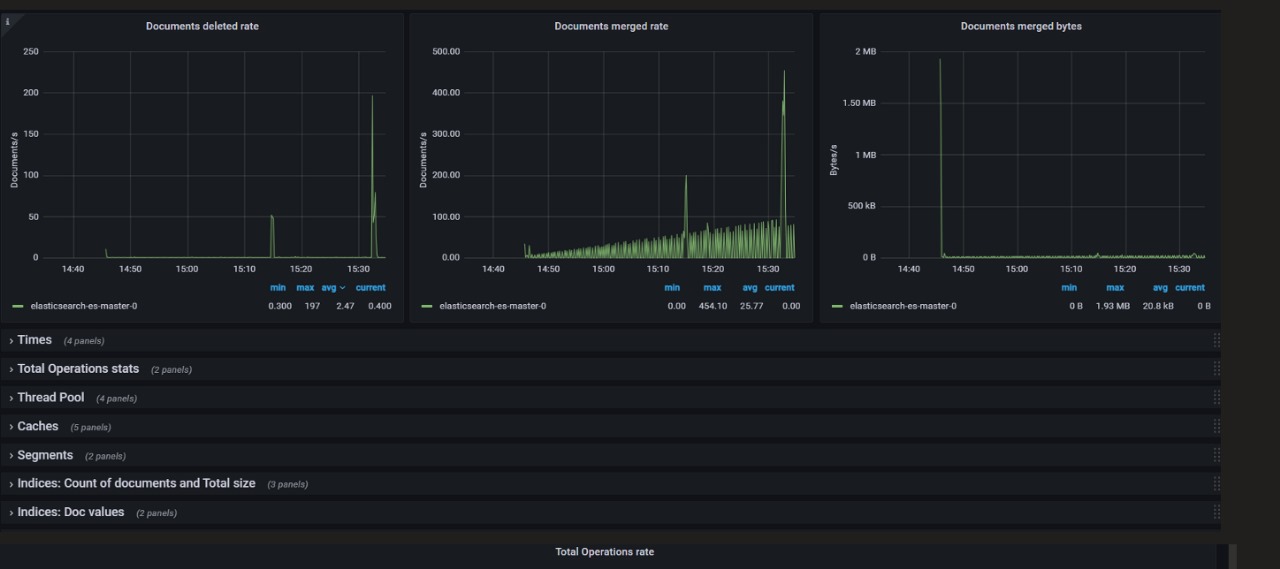 Documents deleted rate
250
200
150
100
50
0
Documents/s
14:40 14:50 15:00 15:10 15:20 15:30
min max avg current
elasticsearch-es-master-0 0.300 197 2.47 0.400
Documents merged rate
500.00
400.00
300.00
200.00
100.00
0.00
Documents/s
14:40 14:50 15:00 15:10 15:20 15:30
min max avg current
elasticsearch-es-master-0 0.00 454.10 25.77 0.00
Documents merged bytes
2 MB
1.50 MB
1 MB
500 kB
0 B
Bytes/s
14:40 14:50 15:00 15:10 15:20 15:30
min max avg current
elasticsearch-es-master-0 0 B 1.93 MB 20.8 kB 0 B
Times (4 panels)
Total Operations stats (2 panels)
Thread Pool (4 panels)
Caches (5 panels)
Segments (2 panels)
Indices: Count of documents and Total size (3 panels)
Indices: Doc values (2 panels)
Total Operations rate